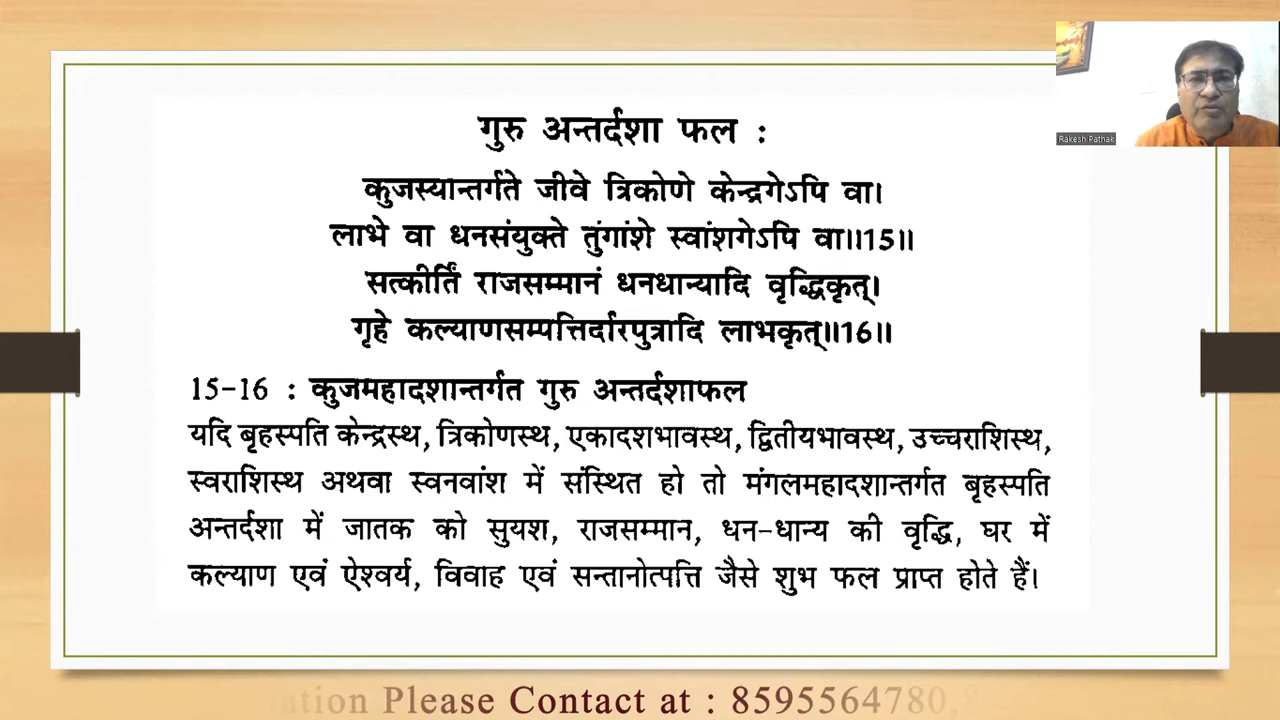 गुरु अन्तर्दशा फल :
Rakesh Pathak
कुजस्यान्तर्गते जीवे त्रिकोणे केन्द्रगेऽपि वा।
लाभे वा धनसंयुक्ते तुंगांशे स्वांशगेऽपि वा॥15॥
सत्कीर्तिं राजसम्मानं धनधान्यादि वृद्धिकृत्।
गृहे कल्याणसम्पत्तिर्दारपुत्रादि लाभकृत्॥16॥
15-16 : कुजमहादशान्तर्गत गुरु अन्तर्दशाफल
यदि बृहस्पति केन्द्रस्थ, त्रिकोणस्थ, एकादशभावस्थ, द्वितीयभावस्थ, उच्चराशिस्थ,
स्वराशिस्थ अथवा स्वनवांश में संस्थित हो तो मंगलमहादशान्तर्गत बृहस्पति
अन्तर्दशा में जातक को सुयश, राजसम्मान, धन-धान्य की वृद्धि, घर में
कल्याण एवं ऐश्वर्य, विवाह एवं सन्तानोत्पत्ति जैसे शुभ फल प्राप्त होते हैं।
Please Contact at : 8595564780,